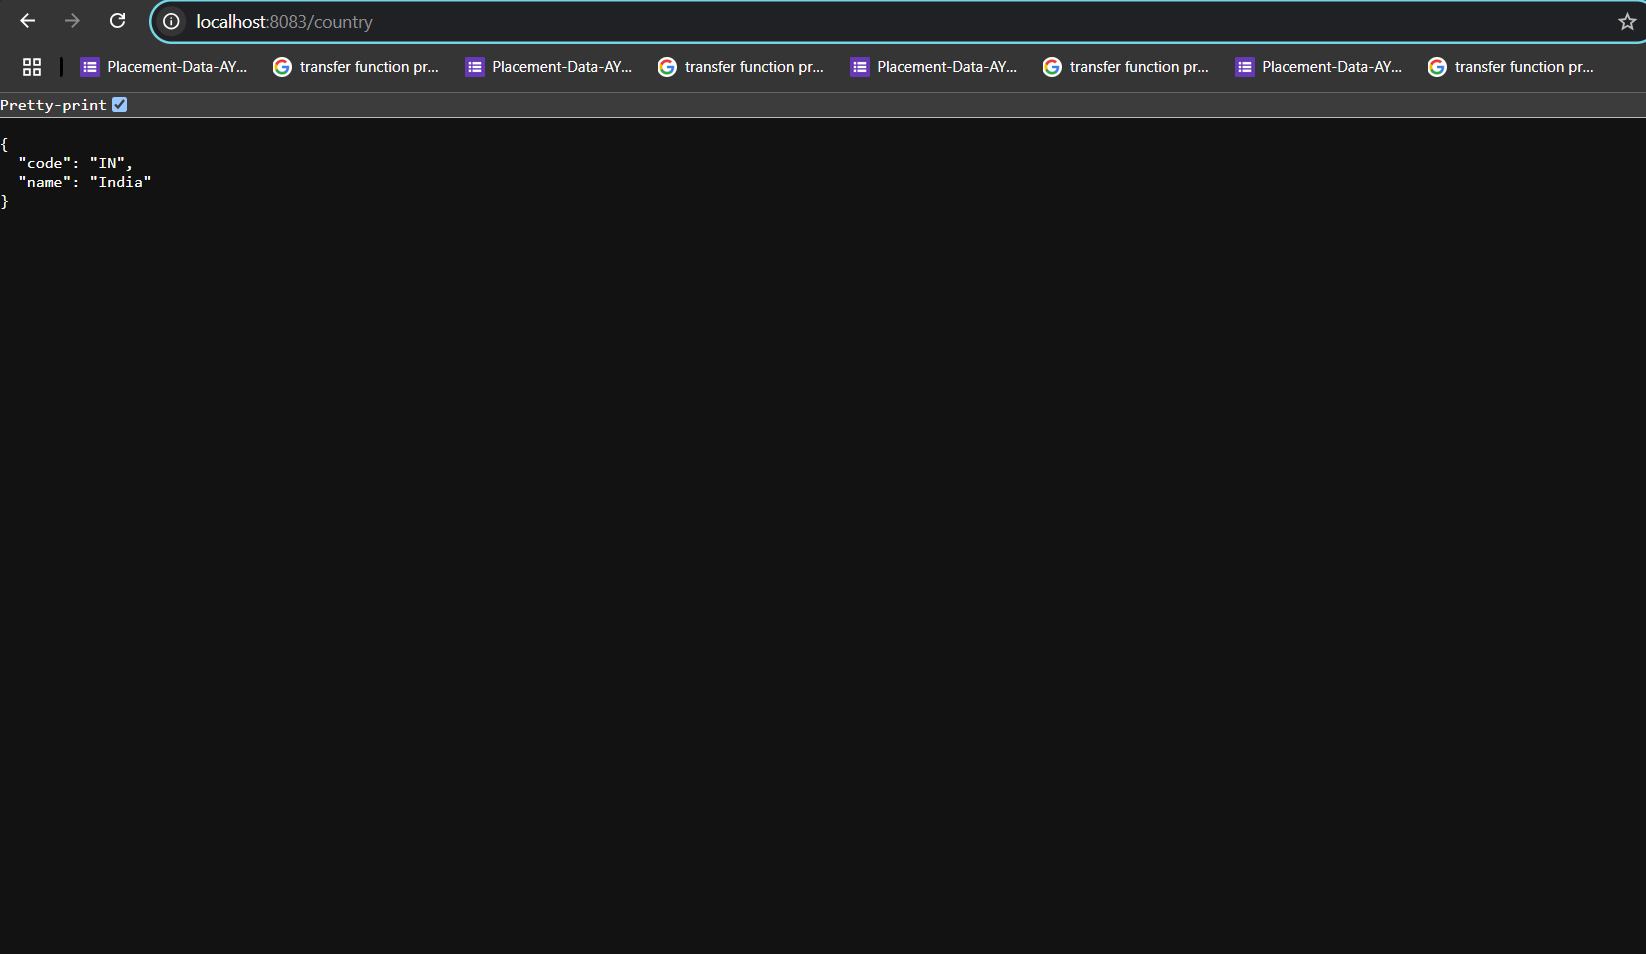 localhost:8083/country
Placement-Data-AY... transfer function pr... Placement-Data-AY... transfer function pr... Placement-Data-AY... transfer function pr... Placement-Data-AY... transfer function pr...
Pretty-print
{
  "code": "IN",
  "name": "India"
}